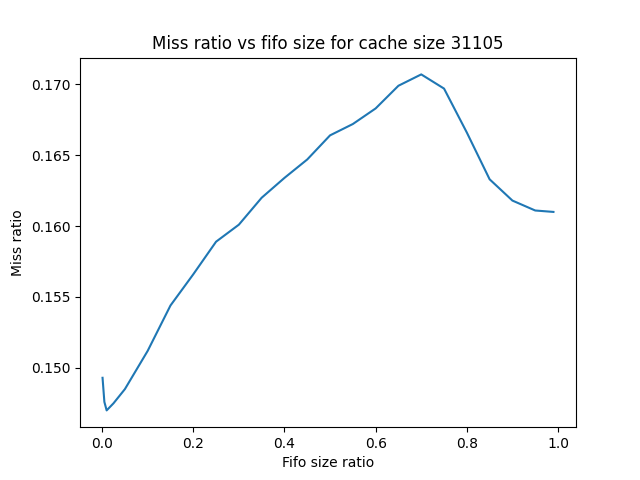 Miss ratio vs fifo size for cache size 31105
0.170
0.165
0.160
0.155
0.150
Miss ratio
0.0 0.2 0.4 0.6 0.8 1.0
Fifo size ratio